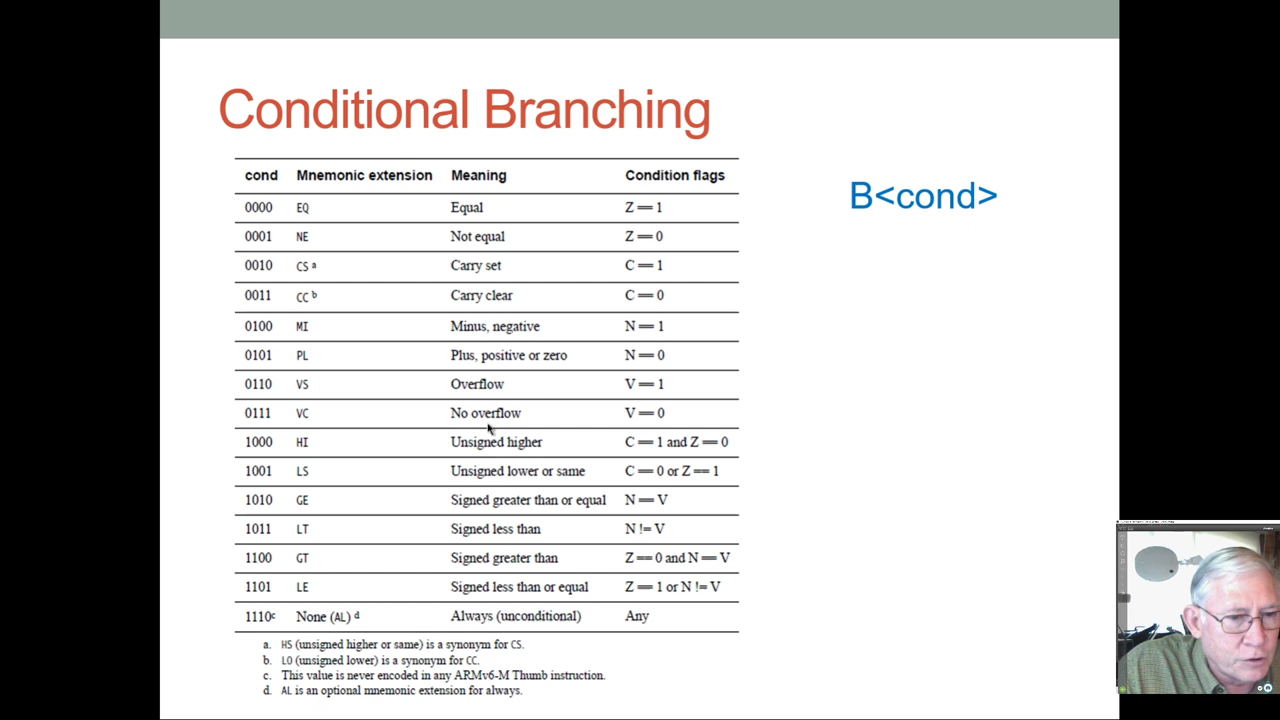 Conditional Branching
B<cond>
cond Mnemonic extension Meaning Condition flags
0000 EQ Equal Z == 1
0001 NE Not equal Z == 0
0010 CS a Carry set C == 1
0011 CC b Carry clear C == 0
0100 MI Minus, negative N == 1
0101 PL Plus, positive or zero N == 0
0110 VS Overflow V == 1
0111 VC No overflow V == 0
1000 HI Unsigned higher C == 1 and Z == 0
1001 LS Unsigned lower or same C == 0 or Z == 1
1010 GE Signed greater than or equal N == V
1011 LT Signed less than N != V
1100 GT Signed greater than Z == 0 and N == V
1101 LE Signed less than or equal Z == 1 or N != V
1110c None (AL) d Always (unconditional) Any
a. HS (unsigned higher or same) is a synonym for CS.
b. LO (unsigned lower) is a synonym for CC.
c. This value is never encoded in any ARMv6-M Thumb instruction.
d. AL is an optional mnemonic extension for always.